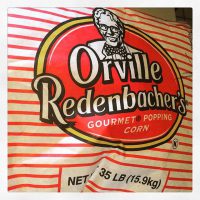 Orville
Redenbacher's
GOURMET POPPING
CORN
NET 35 LB (15.9kg)